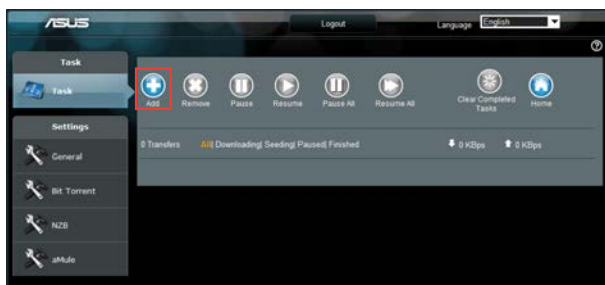 ASUS
Logout
Language English
Task
Task
Settings
General
Bit Torrent
NZB
aMule
Add
Remove
Pause
Resume
Pause All
Resume All
Clear Completed
Tasks
Home
0 Transfers All| Downloading| Seeding| Paused| Finished 0 KBps 0 KBps